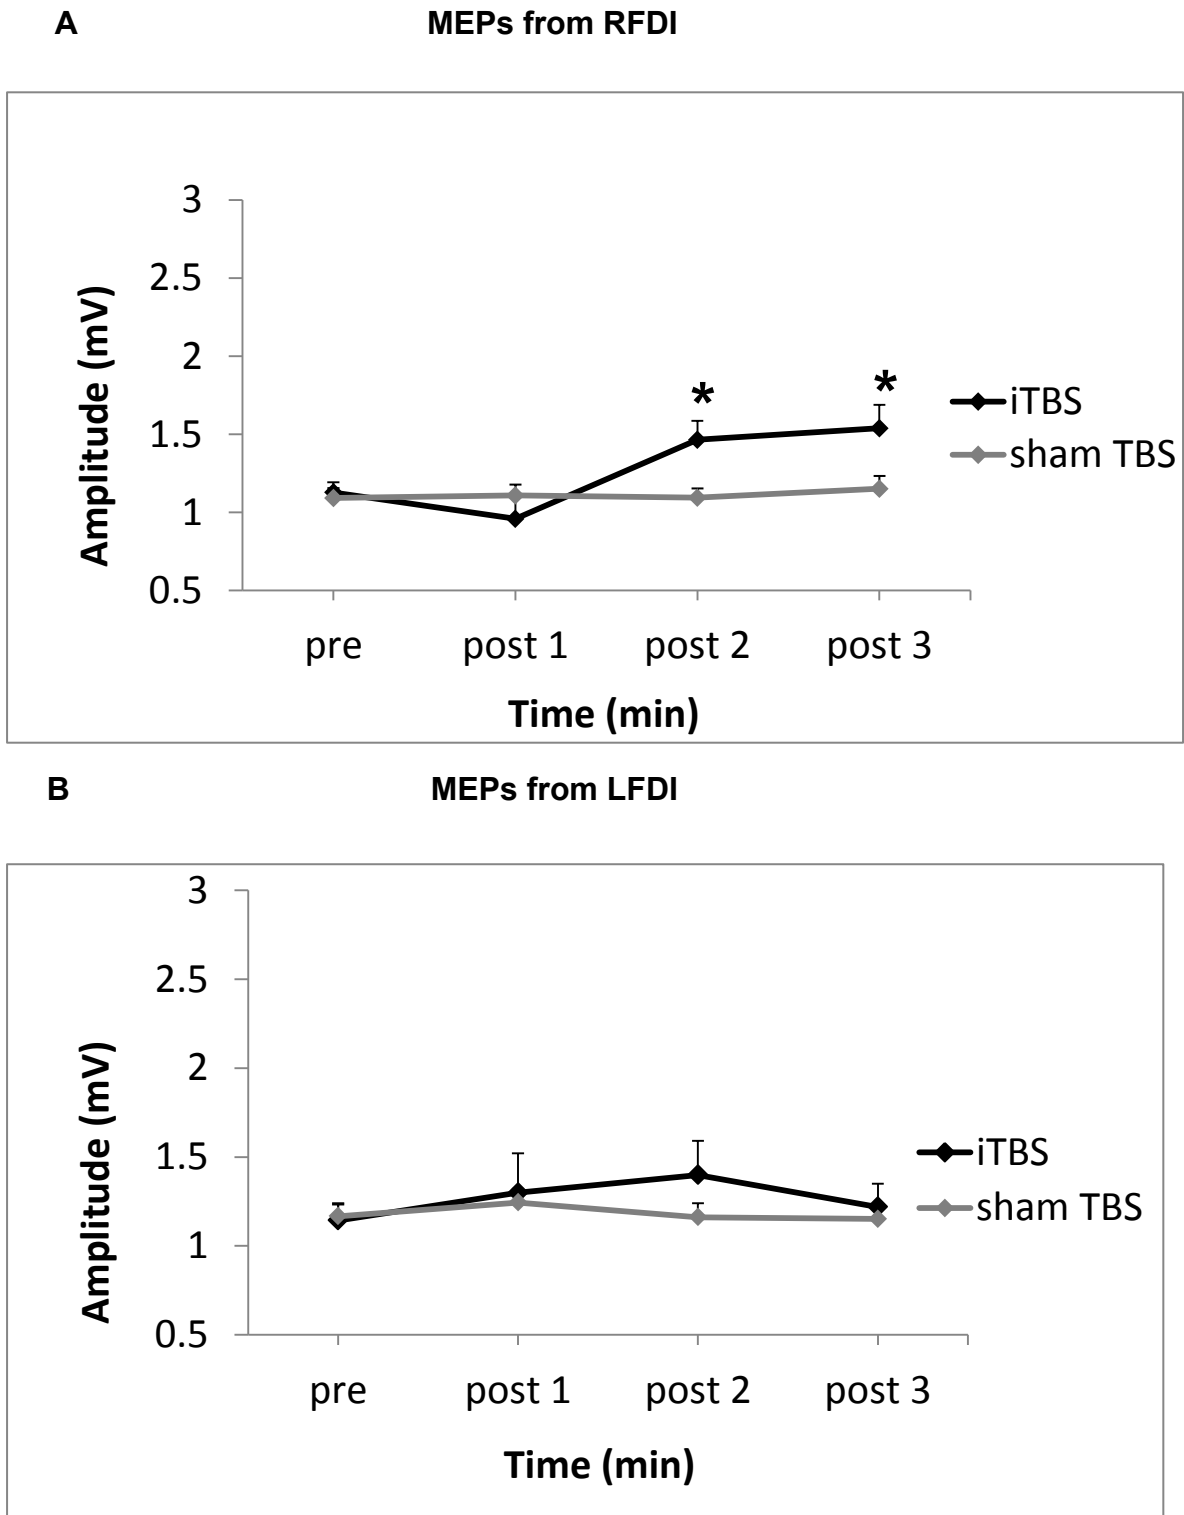 A
MEPs from RFDI
3
2.5
2
1.5
1
0.5
Amplitude (mV)
* *
iTBS
sham TBS
pre post 1 post 2 post 3
Time (min)
B
MEPs from LFDI
3
2.5
2
1.5
1
0.5
Amplitude (mV)
iTBS
sham TBS
pre post 1 post 2 post 3
Time (min)